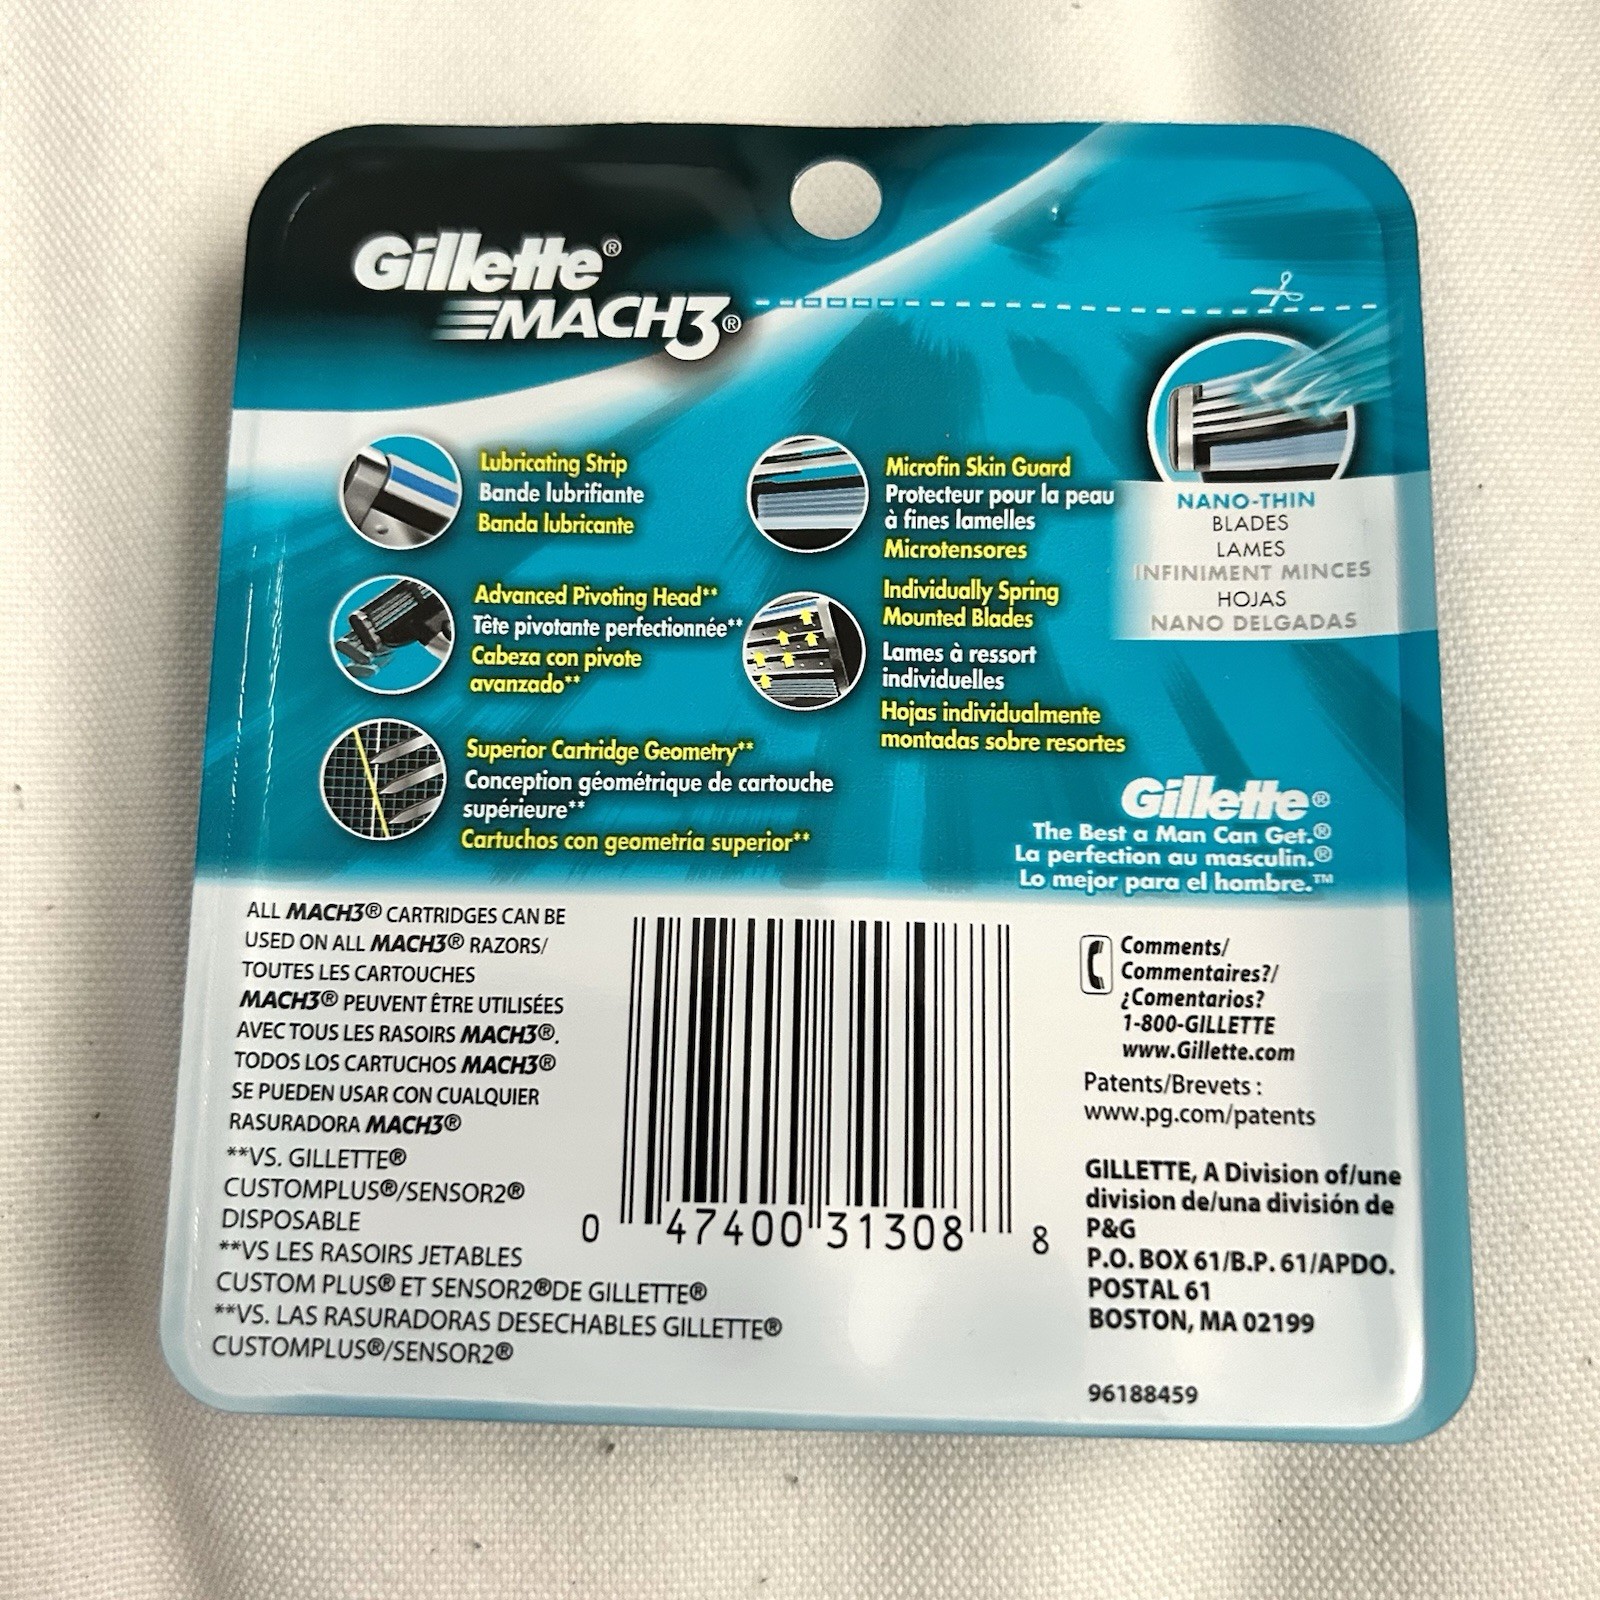 Gillette®
MACH3®
Lubricating Strip
Bande lubrifiante
Banda lubricante
Advanced Pivoting Head**
Tête pivotante perfectionnée**
Cabeza con pivote
avanzado**
Superior Cartridge Geometry**
Conception géométrique de cartouche
supérieure**
Cartuchos con geometría superior**
Microfin Skin Guard
Protecteur pour la peau
à fines lamelles
Microtensores
Individually Spring
Mounted Blades
Lames à ressort
individuelles
Hojas individualmente
montadas sobre resortes
NANO-THIN
BLADES
LAMES
INFINIMENT MINCES
HOJAS
NANO DELGADAS
Gillette®
The Best a Man Can Get.®
La perfection au masculin.®
Lo mejor para el hombre.™
ALL MACH3® CARTRIDGES CAN BE
USED ON ALL MACH3® RAZORS/
TOUTES LES CARTOUCHES
MACH3® PEUVENT ÊTRE UTILISÉES
AVEC TOUS LES RASOIRS MACH3®.
TODOS LOS CARTUCHOS MACH3®
SE PUEDEN USAR CON CUALQUIER
RASURADORA MACH3®
**VS. GILLETTE®
CUSTOMPLUS®/SENSOR2®
DISPOSABLE
**VS LES RASOIRS JETABLES
CUSTOM PLUS® ET SENSOR2®DE GILLETTE®
**VS. LAS RASURADORAS DESECHABLES GILLETTE®
CUSTOMPLUS®/SENSOR2®
0 47400 31308 8
Comments/
Commentaires?/
¿Comentarios?
1-800-GILLETTE
www.Gillette.com
Patents/Brevets :
www.pg.com/patents
GILLETTE, A Division of/une
division de/una división de
P&G
P.O. BOX 61/B.P. 61/APDO.
POSTAL 61
BOSTON, MA 02199
96188459